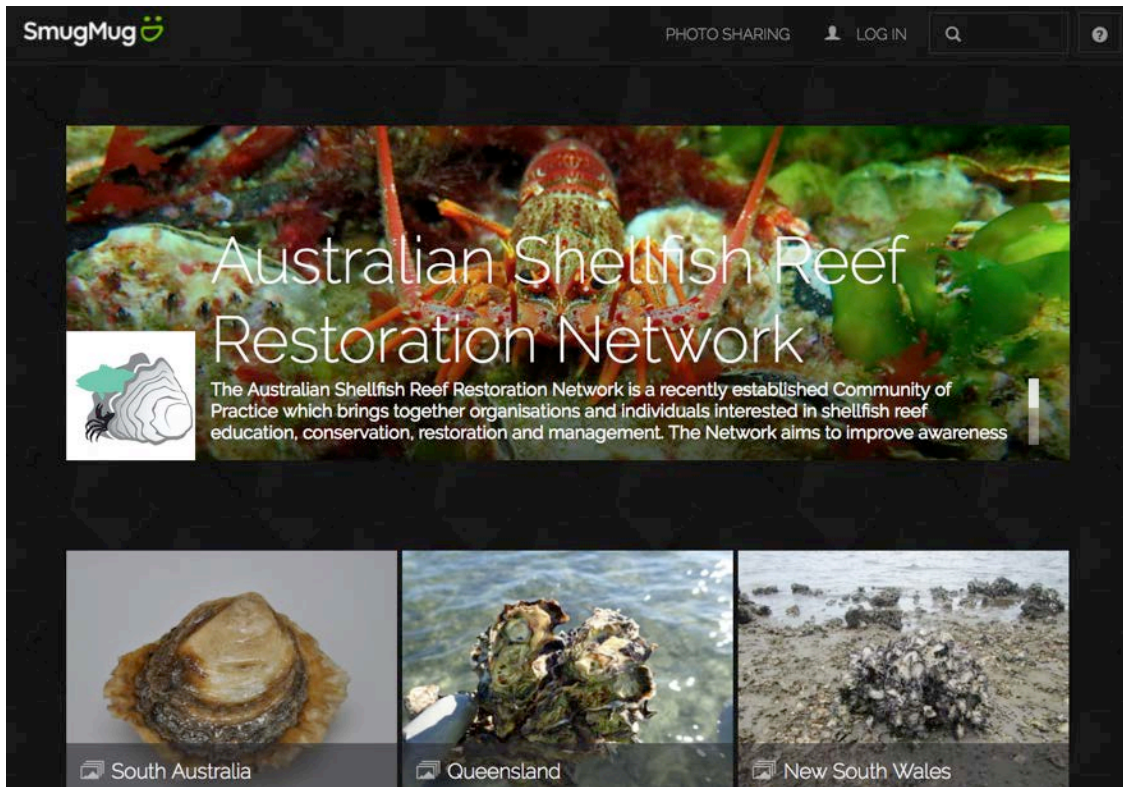 SmugMug
PHOTO SHARING
LOG IN
?
Australian Shellfish Reef
Restoration Network
The Australian Shellfish Reef Restoration Network is a recently established Community of
Practice which brings together organisations and individuals interested in shellfish reef
education, conservation, restoration and management. The Network aims to improve awareness
South Australia
Queensland
New South Wales